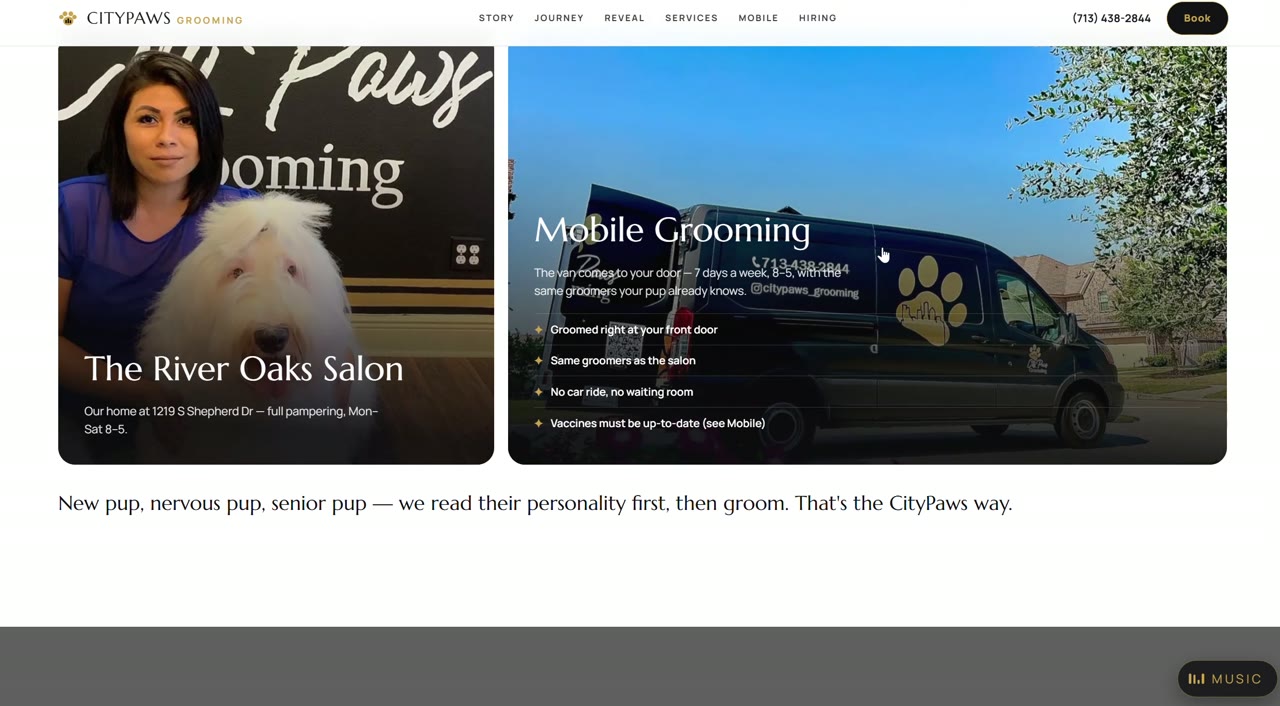 CITYPAWS GROOMING
STORY JOURNEY REVEAL SERVICES MOBILE HIRING
(713) 438-2844
Book
Paws
ooming
The River Oaks Salon
Our home at 1219 S Shepherd Dr — full pampering, Mon–
Sat 8–5.
713-438-2844
citypaws_grooming
Mobile Grooming
The van comes to your door — 7 days a week, 8–5, with the
same groomers your pup already knows.
Groomed right at your front door
Same groomers as the salon
No car ride, no waiting room
Vaccines must be up-to-date (see Mobile)
New pup, nervous pup, senior pup — we read their personality first, then groom. That's the CityPaws way.
MUSIC